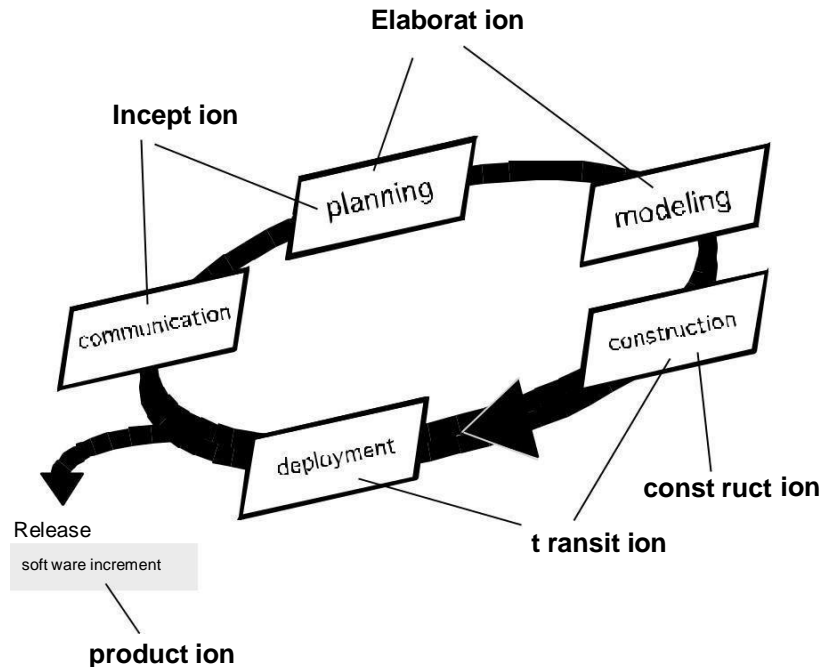 Elaborat ion
Incept ion
planning
modeling
communication
construction
deployment
const ruct ion
Release
t ransit ion
soft ware increment
product ion